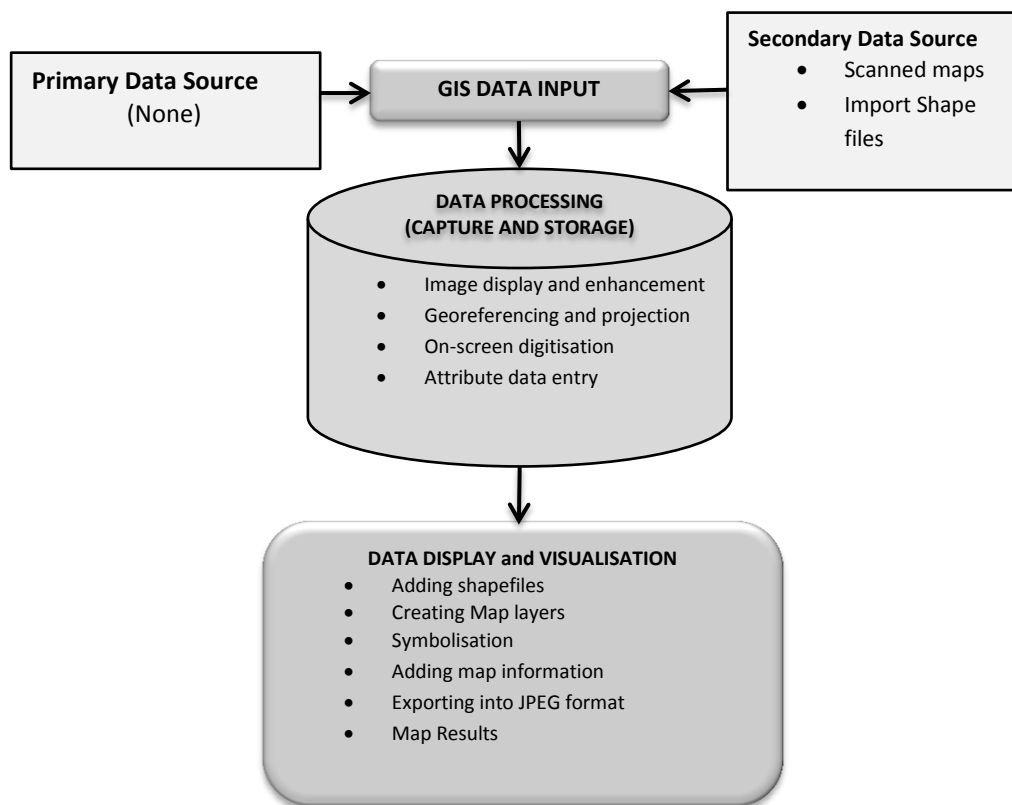 Primary Data Source
(None)
GIS DATA INPUT
Secondary Data Source
• Scanned maps
• Import Shape
files
DATA PROCESSING
(CAPTURE AND STORAGE)
• Image display and enhancement
• Georeferencing and projection
• On-screen digitisation
• Attribute data entry
DATA DISPLAY and VISUALISATION
• Adding shapefiles
• Creating Map layers
• Symbolisation
• Adding map information
• Exporting into JPEG format
• Map Results